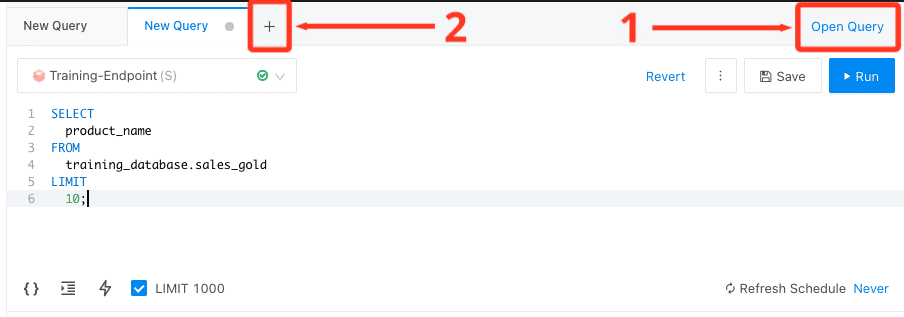 New Query New Query + 2 1 Open Query
Training-Endpoint (S) Revert Save Run
1 SELECT
2 product_name
3 FROM
4 training_database.sales_gold
5 LIMIT
6 10;
{} LIMIT 1000 Refresh Schedule Never